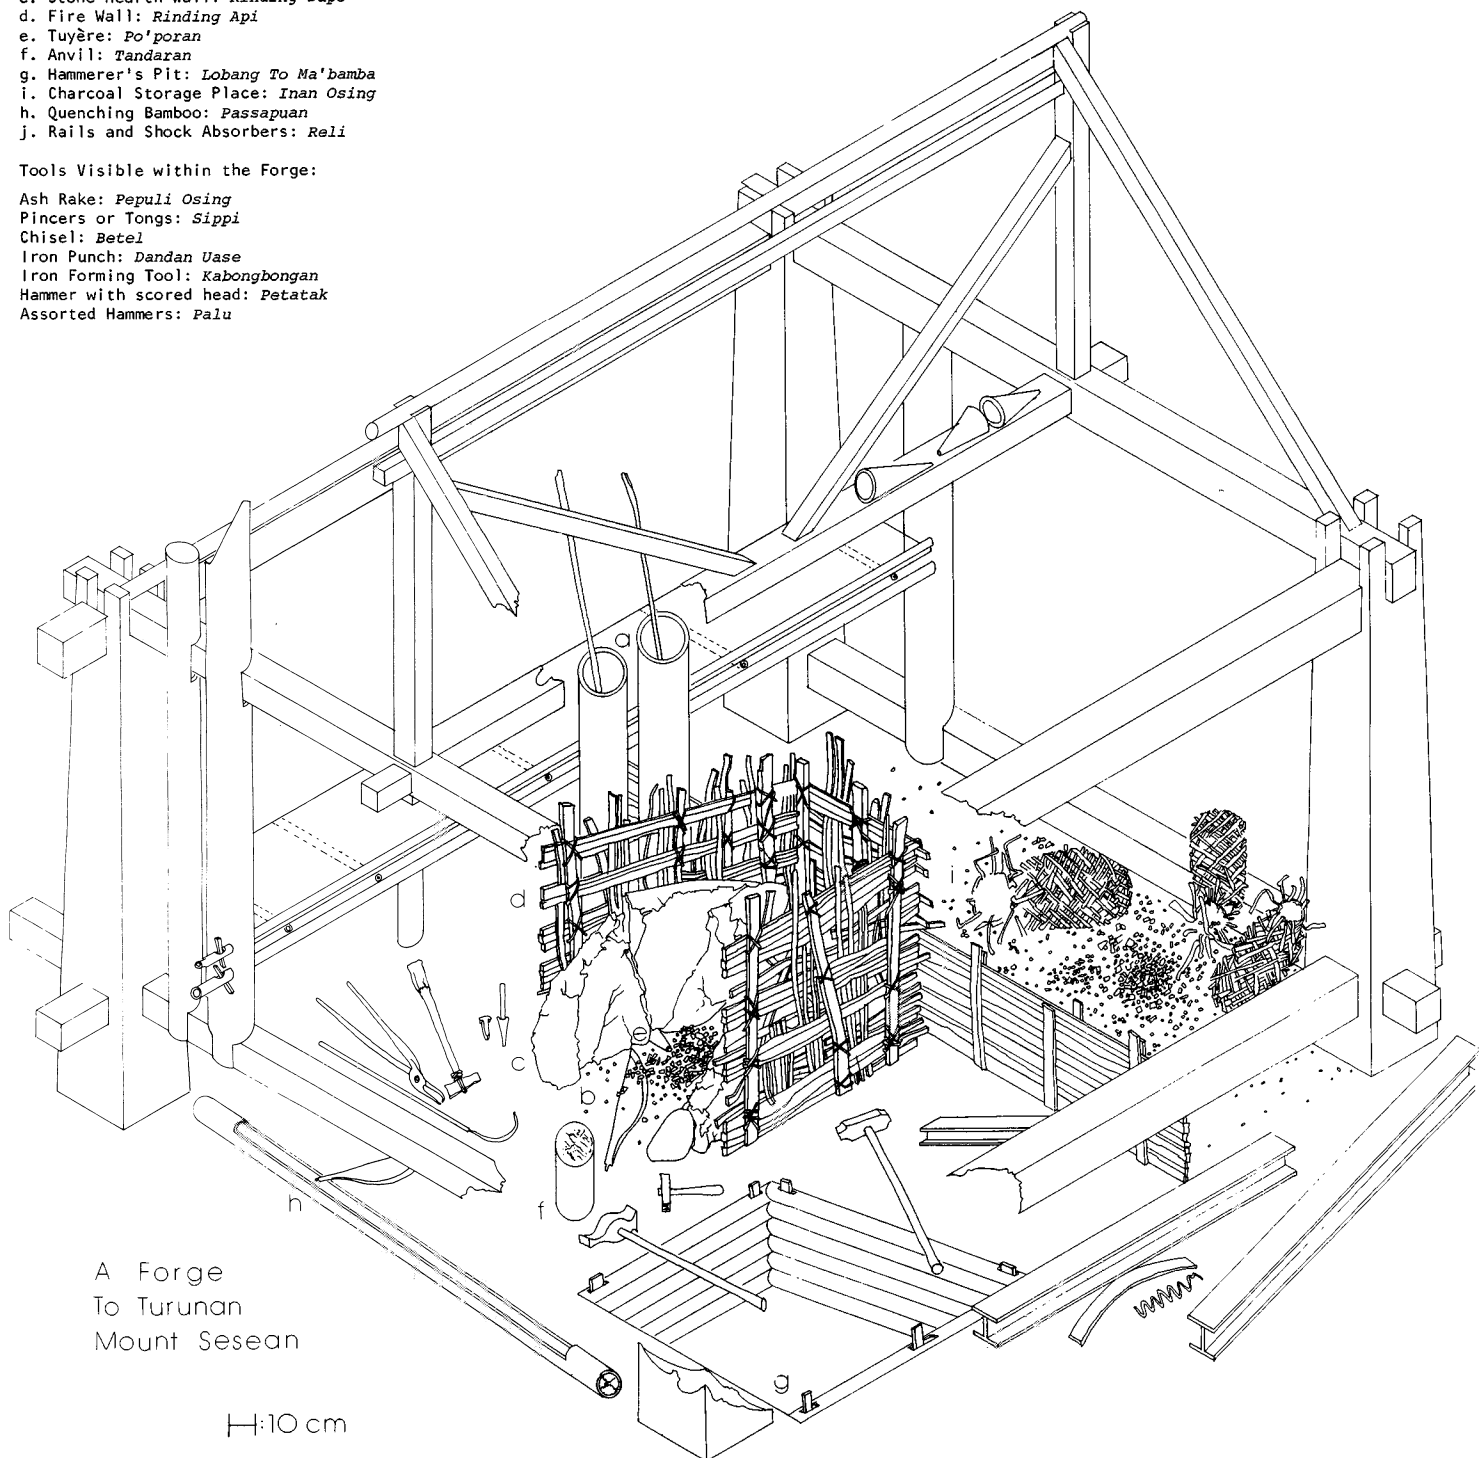 d. Fire Wall: Rinding Api
e. Tuyère: Po'poran
f. Anvil: Tandaran
g. Hammerer's Pit: Lobang To Ma'bamba
i. Charcoal Storage Place: Inan Osing
h. Quenching Bamboo: Passapuan
j. Rails and Shock Absorbers: Reli
Tools Visible within the Forge:
Ash Rake: Pepuli Osing
Pincers or Tongs: Sippi
Chisel: Betel
Iron Punch: Dandan Uase
Iron Forming Tool: Kabongbongan
Hammer with scored head: Petatak
Assorted Hammers: Palu
a
d
i
e
c
b
f
h
g
A Forge
To Turunan
Mount Sesean
:10 cm